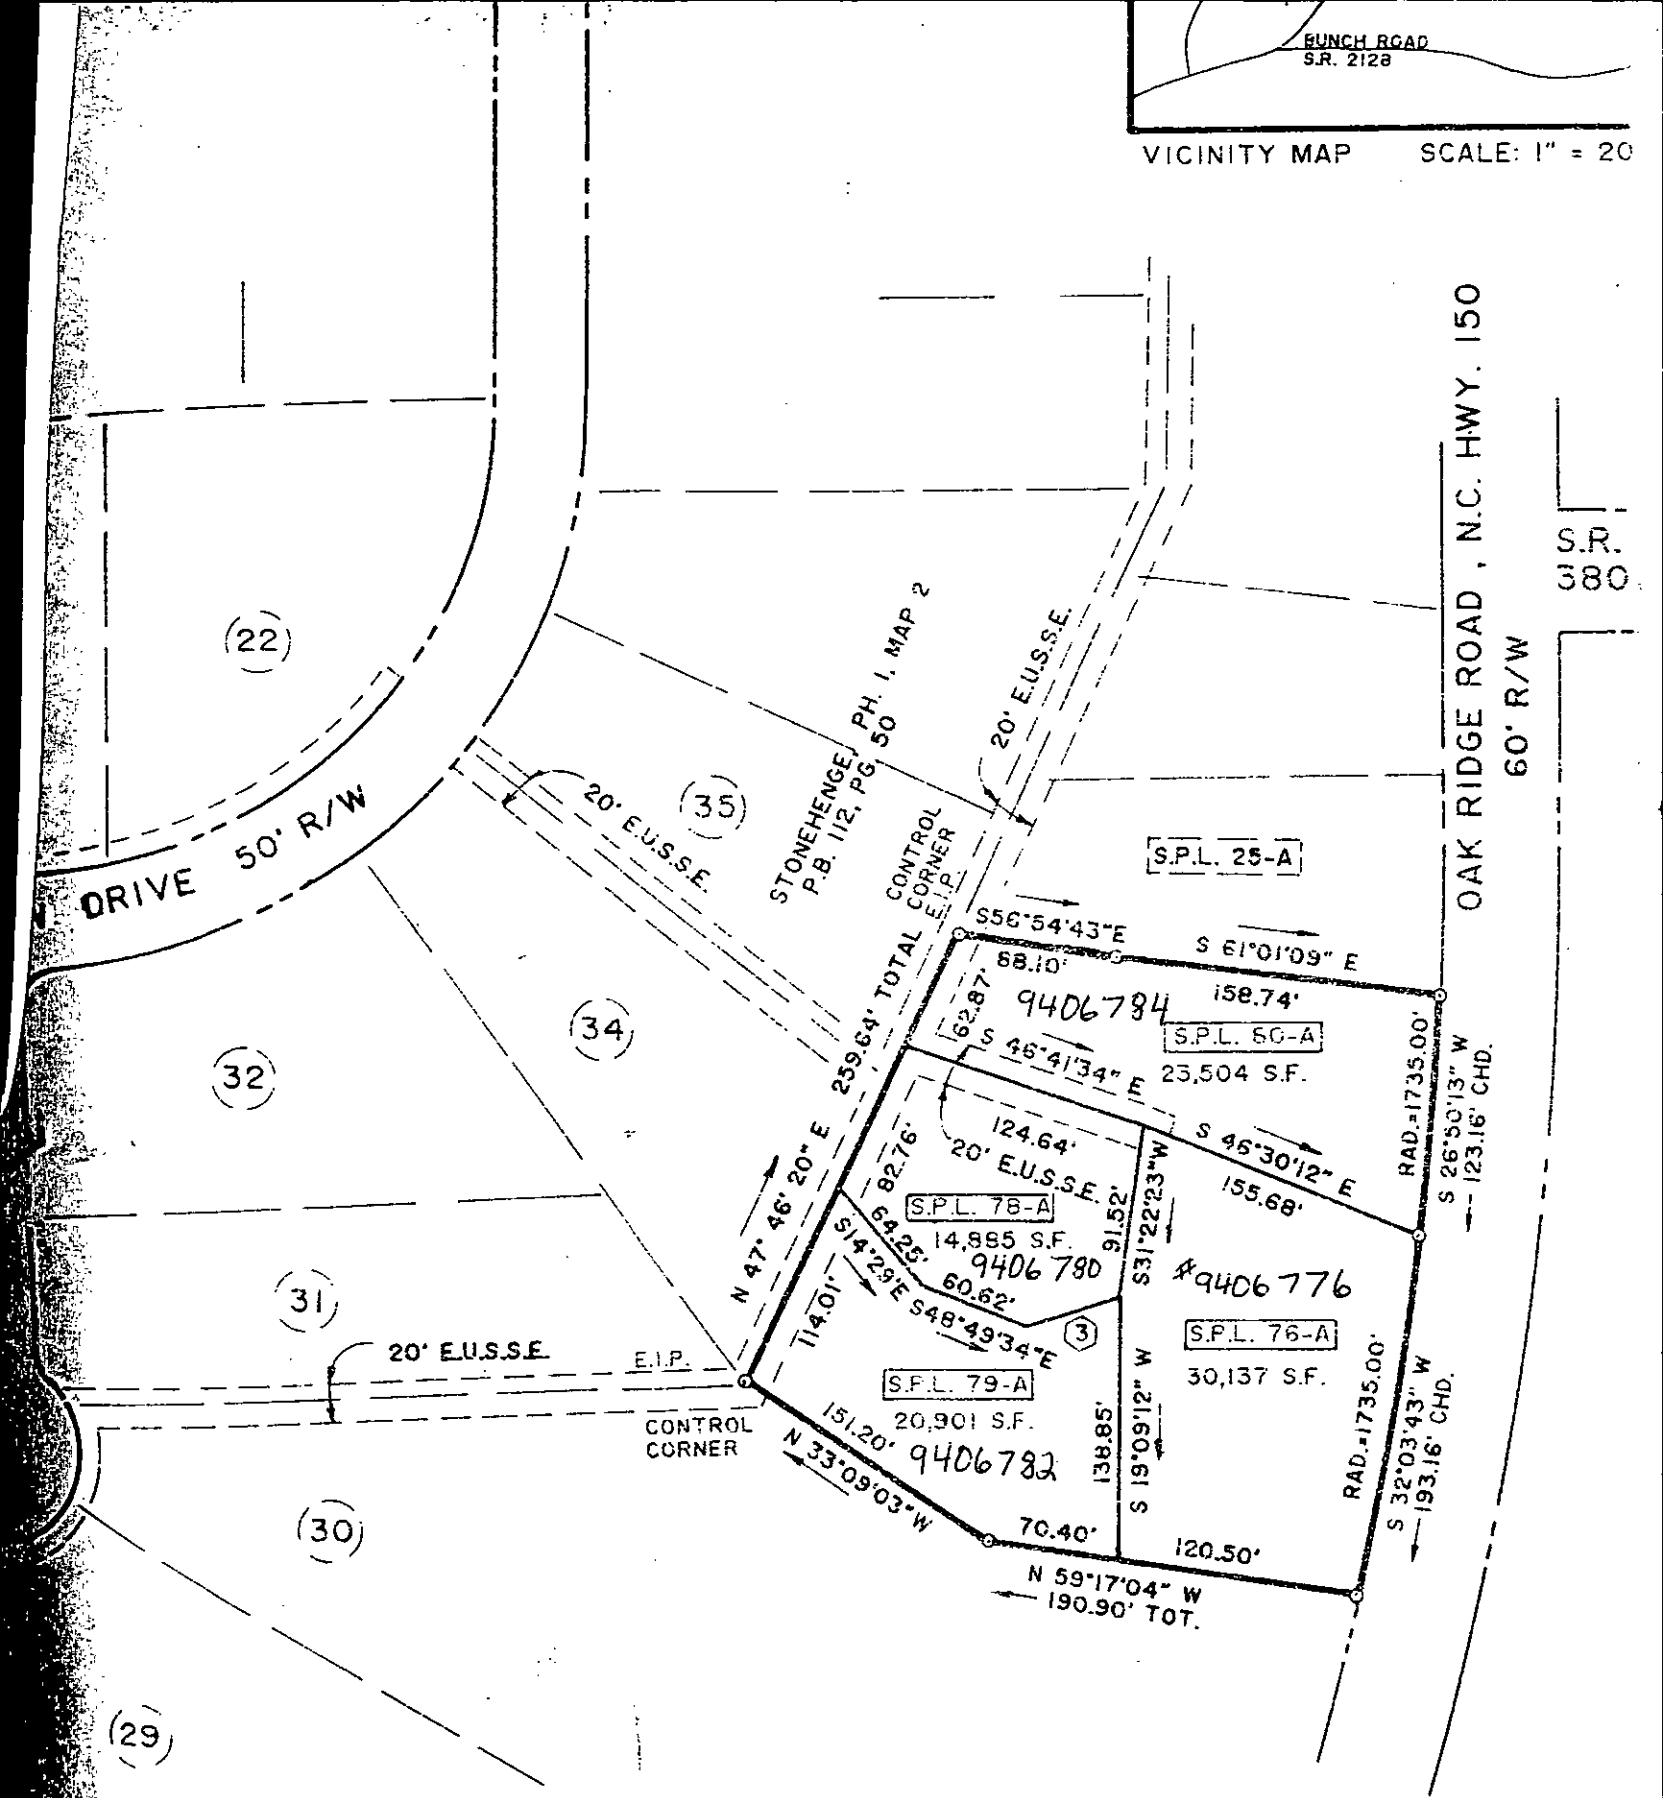 BUNCH ROAD
S.R. 2128
VICINITY MAP SCALE: 1" = 20
OAK RIDGE ROAD , N.C. HWY. 150
60' R/W
S.R.
380
(22)
DRIVE 50' R/W
20' E.U.S.S.E.
(35)
STONEHENGE, PH. 1, MAP 2
P.B. 112, PG. 50
20' E.U.S.S.E.
CONTROL
CORNER
E.I.P.
S.P.L. 25-A
S56°54'43"E
88.10'
S 61°01'09" E
158.74'
62.87'
9406784
S.P.L. 80-A
23,504 S.F.
S 46°41'34" E
124.64'
20' E.U.S.S.E.
S 46°30'12" E
155.68'
RAD.=1735.00'
S 26°50'13" W
123.16' CHD.
(34)
(32)
N 47° 46' 20" E 259.64' TOTAL
82.76'
S.P.L. 78-A
14,885 S.F.
9406780
91.52'
S31°22'23"W
64.25'
S14°29'E
60.62'
S48°49'34"E
3
#9406776
S.P.L. 76-A
30,137 S.F.
(31)
20' E.U.S.S.E.
E.I.P.
CONTROL
CORNER
114.01'
S.P.L. 79-A
20,901 S.F.
9406782
151.20'
N 33°09'03" W
138.85'
S 19°09'12" W
RAD.=1735.00'
S 32°03'43" W
193.16' CHD.
70.40'
120.50'
N 59°17'04" W
190.90' TOT.
(30)
(29)